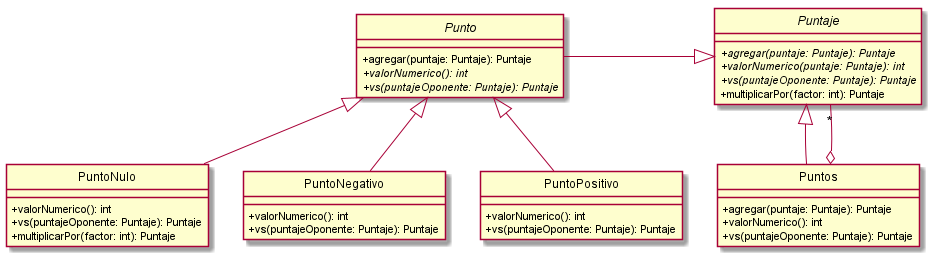 Punto
+agregar(puntaje: Puntaje): Puntaje
+valorNumerico(): int
+vs(puntajeOponente: Puntaje): Puntaje
Puntaje
+agregar(puntaje: Puntaje): Puntaje
+valorNumerico(puntaje: Puntaje): int
+vs(puntajeOponente: Puntaje): Puntaje
+multiplicarPor(factor: int): Puntaje
*
PuntoNulo
+valorNumerico(): int
+vs(puntajeOponente: Puntaje): Puntaje
+multiplicarPor(factor: int): Puntaje
PuntoNegativo
+valorNumerico(): int
+vs(puntajeOponente: Puntaje): Puntaje
PuntoPositivo
+valorNumerico(): int
+vs(puntajeOponente: Puntaje): Puntaje
Puntos
+agregar(puntaje: Puntaje): Puntaje
+valorNumerico(): int
+vs(puntajeOponente: Puntaje): Puntaje